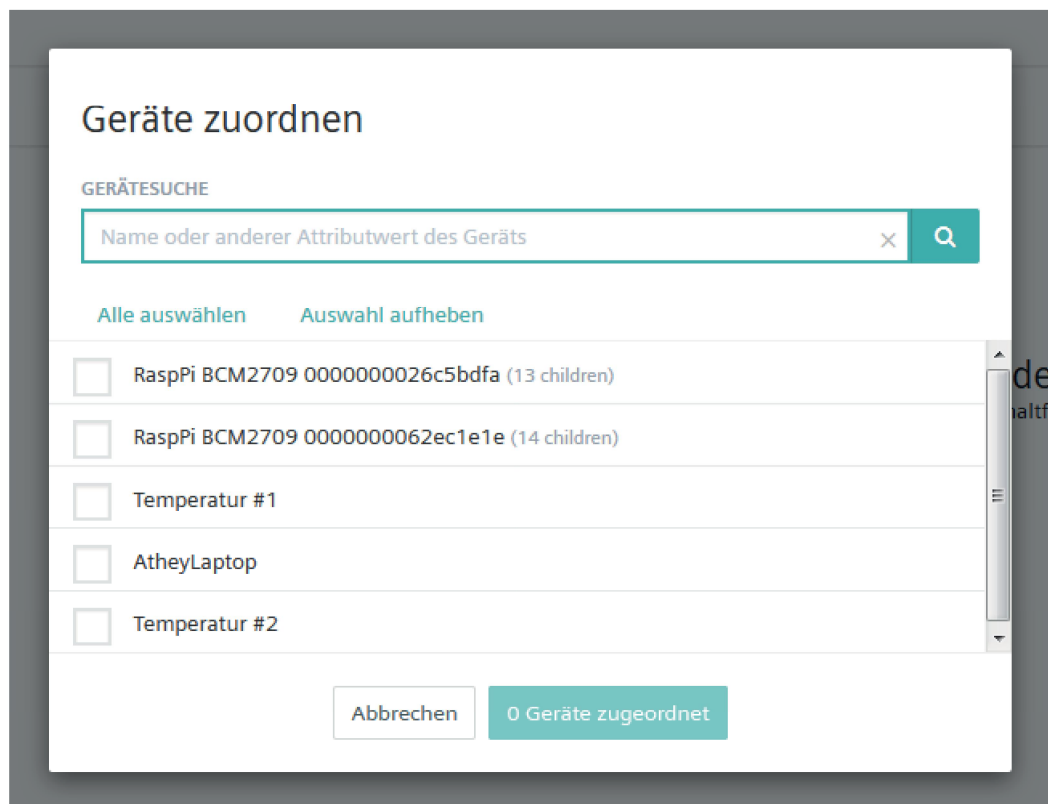 Geräte zuordnen
GERÄTESUCHE
Name oder anderer Attributwert des Geräts
Alle auswählen Auswahl aufheben
RaspPi BCM2709 0000000026c5bdfa (13 children)
RaspPi BCM2709 0000000062ec1e1e (14 children)
Temperatur #1
AtheyLaptop
Temperatur #2
Abbrechen 0 Geräte zugeordnet